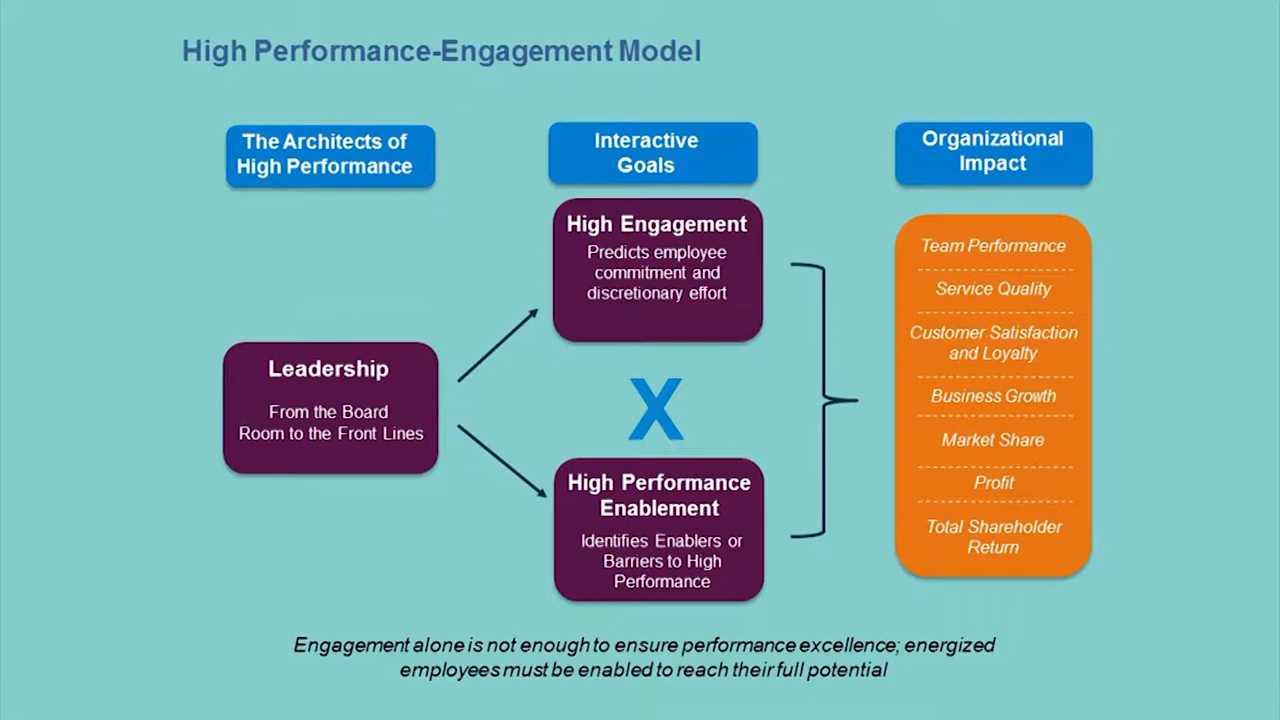 High Performance-Engagement Model
The Architects of
High Performance
Interactive
Goals
Organizational
Impact
Leadership
From the Board
Room to the Front Lines
High Engagement
Predicts employee
commitment and
discretionary effort
X
High Performance
Enablement
Identifies Enablers or
Barriers to High
Performance
Team Performance
Service Quality
Customer Satisfaction
and Loyalty
Business Growth
Market Share
Profit
Total Shareholder
Return
Engagement alone is not enough to ensure performance excellence; energized
employees must be enabled to reach their full potential